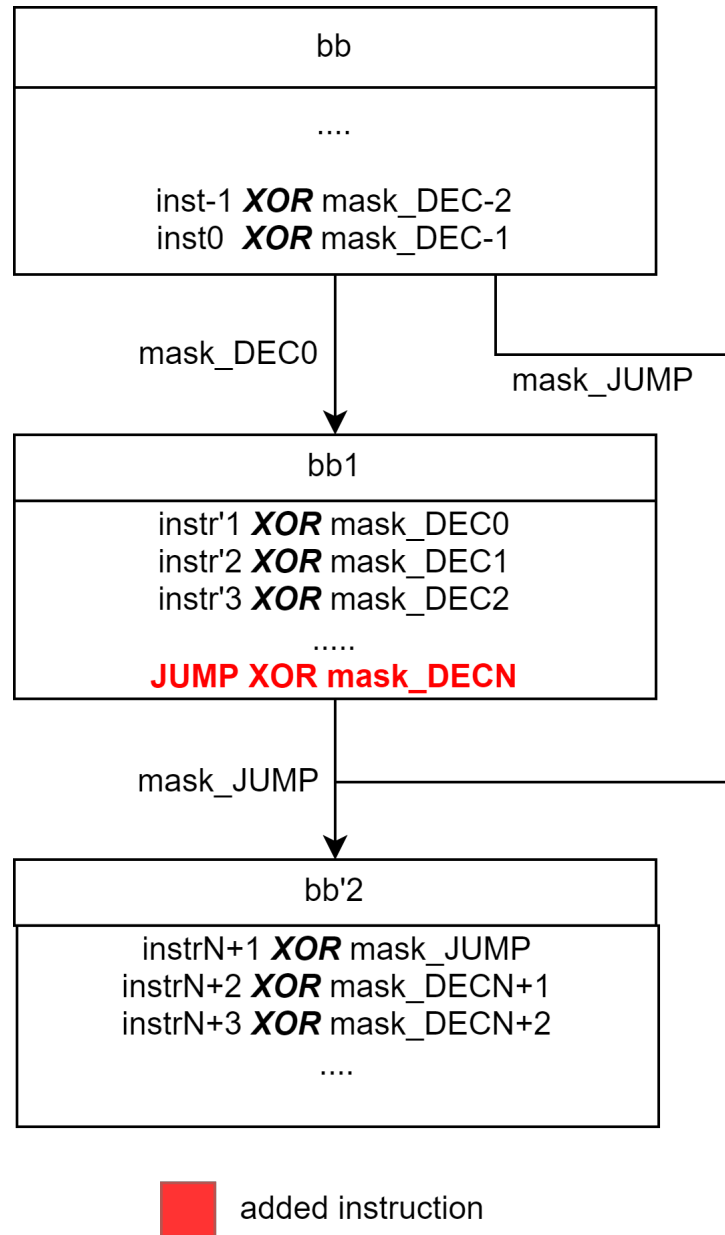 bb
....
inst-1 XOR mask_DEC-2
inst0 XOR mask_DEC-1
mask_DEC0
mask_JUMP
bb1
instr'1 XOR mask_DEC0
instr'2 XOR mask_DEC1
instr'3 XOR mask_DEC2
.....
JUMP XOR mask_DECN
mask_JUMP
bb'2
instrN+1 XOR mask_JUMP
instrN+2 XOR mask_DECN+1
instrN+3 XOR mask_DECN+2
....
added instruction